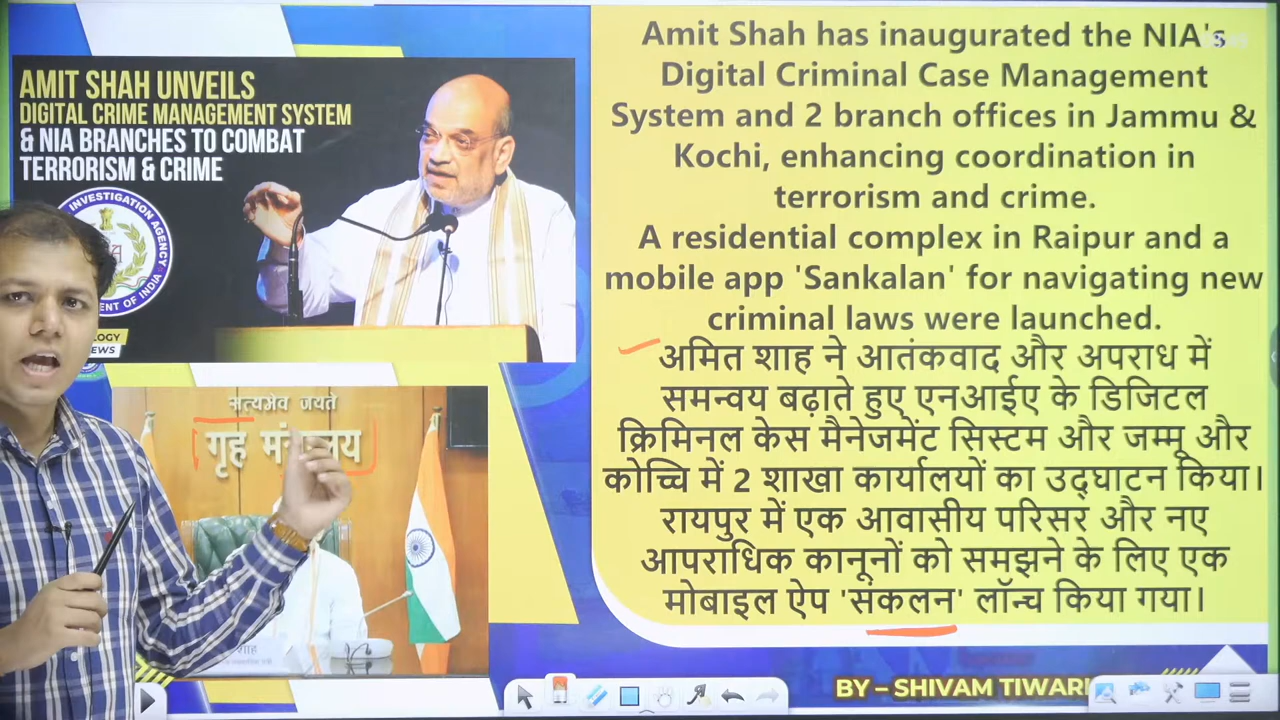 AMIT SHAH UNVEILS
DIGITAL CRIME MANAGEMENT SYSTEM
& NIA BRANCHES TO COMBAT
TERRORISM & CRIME
INVESTIGATION AGENCY
OF INDIA
EWS
सत्यमेव जयते
गृह
शाह
Amit Shah has inaugurated the NIA's
Digital Criminal Case Management
System and 2 branch offices in Jammu &
Kochi, enhancing coordination in
terrorism and crime.
A residential complex in Raipur and a
mobile app 'Sankalan' for navigating new
criminal laws were launched.
अमित शाह ने आतंकवाद और अपराध में
समन्वय बढ़ाते हुए एनआईए के डिजिटल
क्रिमिनल केस मैनेजमेंट सिस्टम और जम्मू और
कोच्चि में 2 शाखा कार्यालयों का उद्घाटन किया।
रायपुर में एक आवासीय परिसर और नए
आपराधिक कानूनों को समझने के लिए एक
मोबाइल ऐप 'संकलन' लॉन्च किया गया।
BY – SHIVAM TIWARI